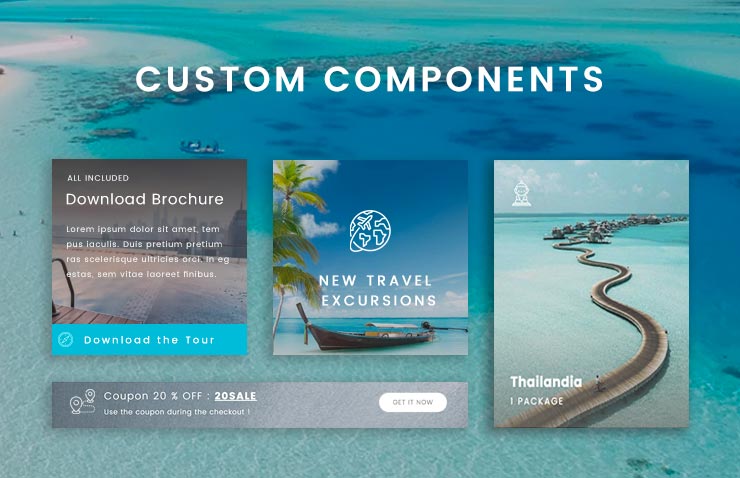 CUSTOM COMPONENTS
ALL INCLUDED
Download Brochure
Lorem ipsum dolor sit amet, tem
pus iaculis. Duis pretium pretium
ras scelerisque ultricies orci. In eg
estas, sem vitae laoreet finibus.
Download the Tour
NEW TRAVEL
EXCURSIONS
Thailandia
1 PACKAGE
Coupon 20 % OFF : 20SALE
Use the coupon during the checkout !
GET IT NOW